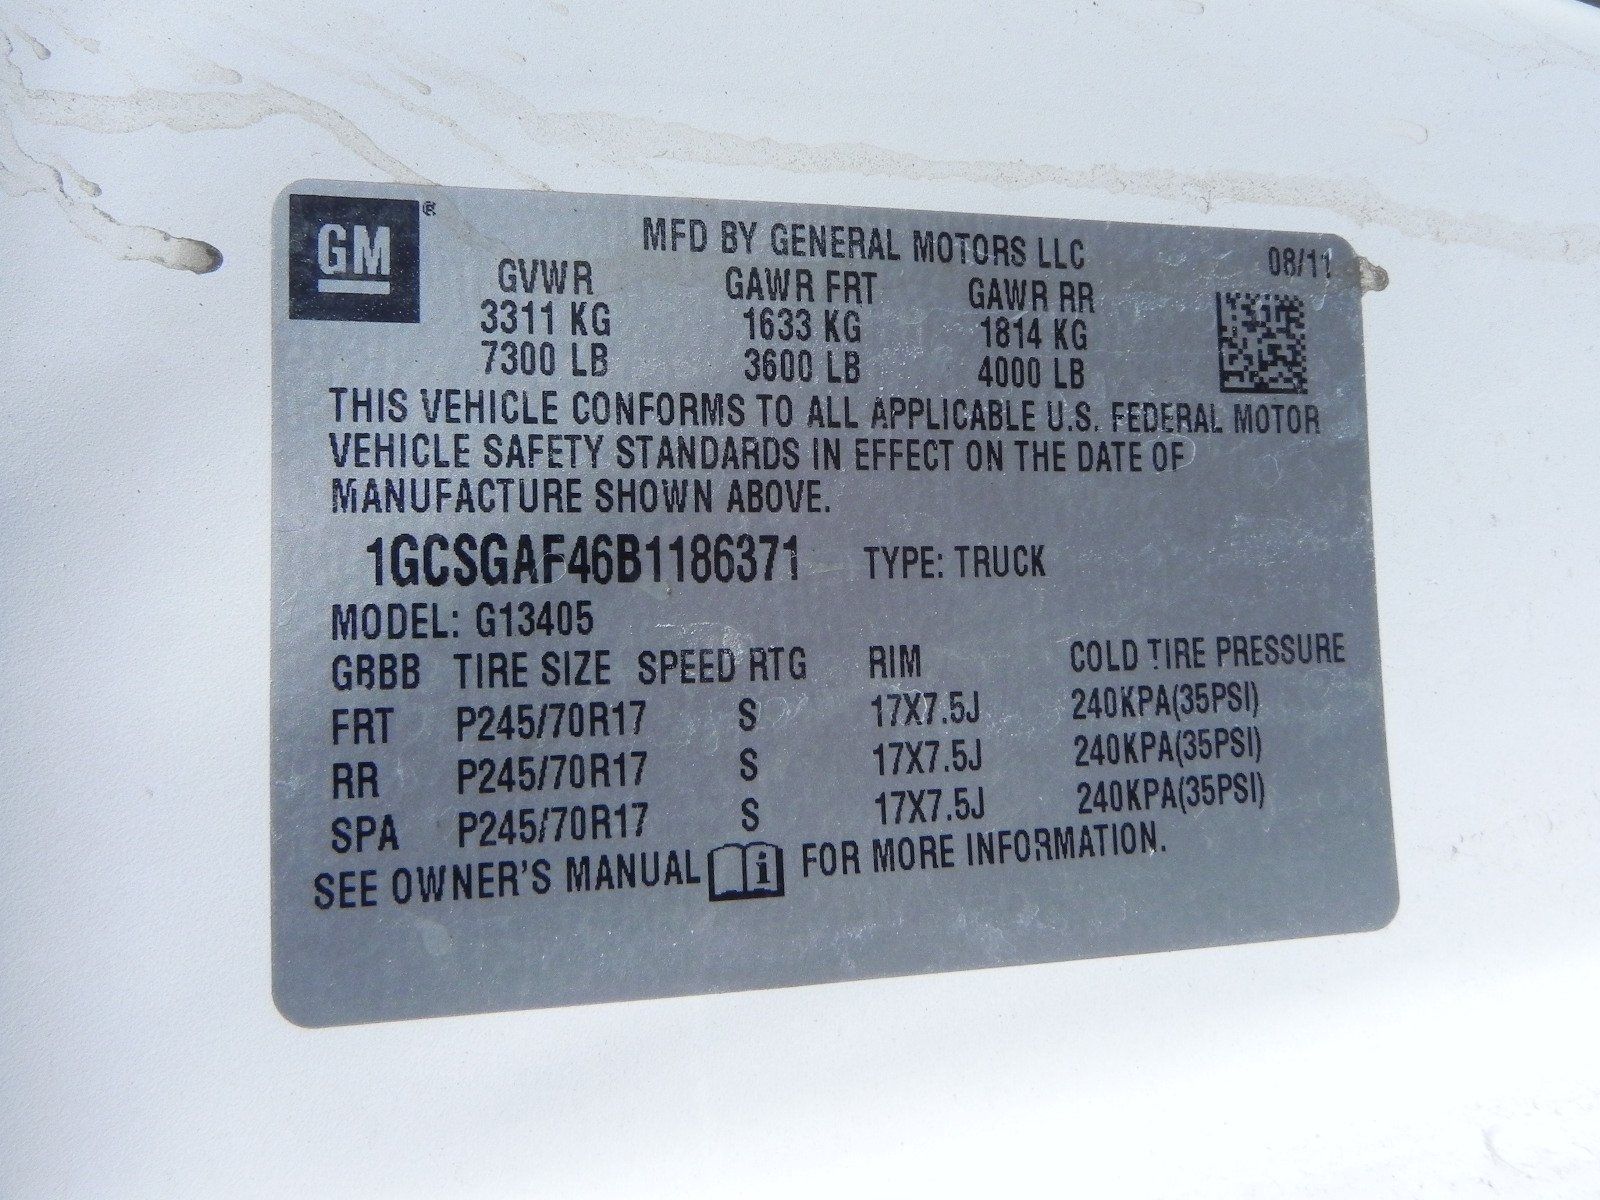 GM ®
MFD BY GENERAL MOTORS LLC 08/11
GVWR GAWR FRT GAWR RR
3311 KG 1633 KG 1814 KG
7300 LB 3600 LB 4000 LB
THIS VEHICLE CONFORMS TO ALL APPLICABLE U.S. FEDERAL MOTOR
VEHICLE SAFETY STANDARDS IN EFFECT ON THE DATE OF
MANUFACTURE SHOWN ABOVE.
1GCSGAF46B1186371 TYPE: TRUCK
MODEL: G13405
GBBB TIRE SIZE SPEED RTG RIM COLD TIRE PRESSURE
FRT P245/70R17 S 17X7.5J 240KPA(35PSI)
RR P245/70R17 S 17X7.5J 240KPA(35PSI)
SPA P245/70R17 S 17X7.5J 240KPA(35PSI)
SEE OWNER'S MANUAL i FOR MORE INFORMATION.